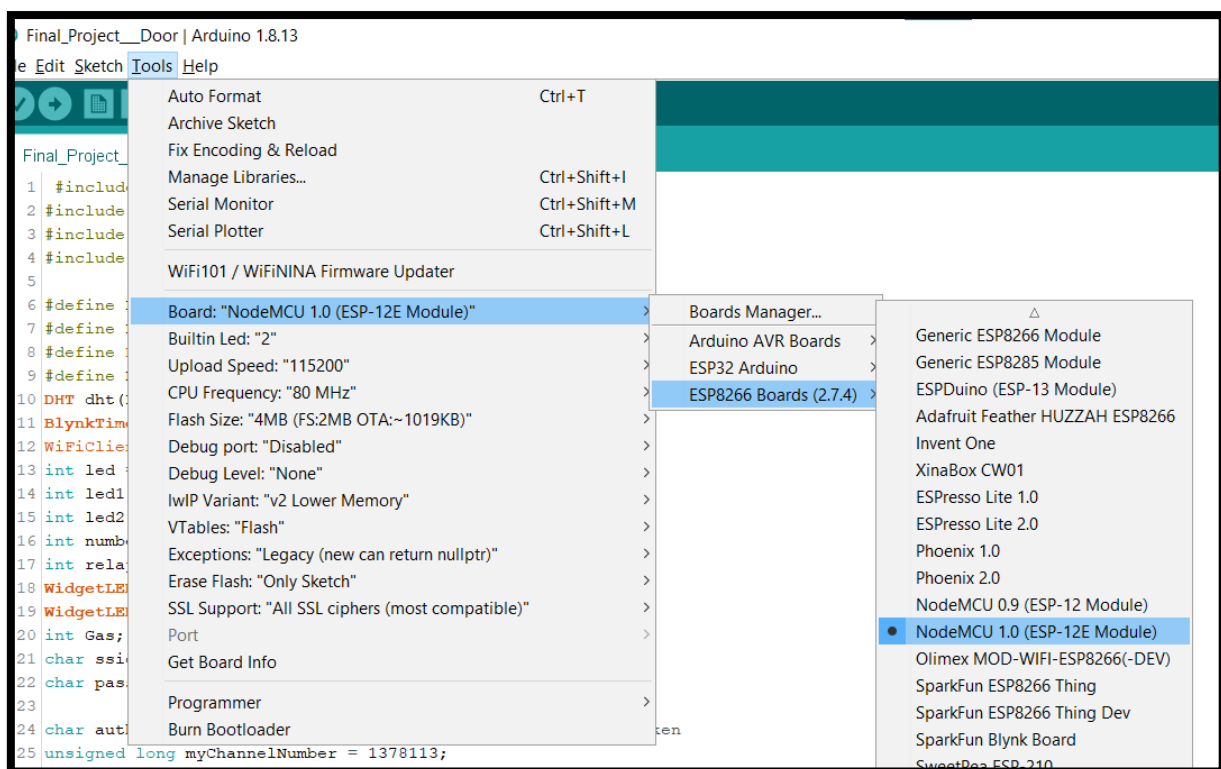 Final_Project__Door | Arduino 1.8.13
le Edit Sketch Tools Help
Final_Project_
Auto Format Ctrl+T
Archive Sketch
Fix Encoding & Reload
Manage Libraries... Ctrl+Shift+I
Serial Monitor Ctrl+Shift+M
Serial Plotter Ctrl+Shift+L
WiFi101 / WiFiNINA Firmware Updater
Board: "NodeMCU 1.0 (ESP-12E Module)"
Builtin Led: "2"
Upload Speed: "115200"
CPU Frequency: "80 MHz"
Flash Size: "4MB (FS:2MB OTA:~1019KB)"
Debug port: "Disabled"
Debug Level: "None"
lwIP Variant: "v2 Lower Memory"
VTables: "Flash"
Exceptions: "Legacy (new can return nullptr)"
Erase Flash: "Only Sketch"
SSL Support: "All SSL ciphers (most compatible)"
Port
Get Board Info
Programmer
Burn Bootloader
Boards Manager...
Arduino AVR Boards
ESP32 Arduino
ESP8266 Boards (2.7.4)
Generic ESP8266 Module
Generic ESP8285 Module
ESPDuino (ESP-13 Module)
Adafruit Feather HUZZAH ESP8266
Invent One
XinaBox CW01
ESPresso Lite 1.0
ESPresso Lite 2.0
Phoenix 1.0
Phoenix 2.0
NodeMCU 0.9 (ESP-12 Module)
NodeMCU 1.0 (ESP-12E Module)
Olimex MOD-WIFI-ESP8266(-DEV)
SparkFun ESP8266 Thing
SparkFun ESP8266 Thing Dev
SparkFun Blynk Board
SweetPea ESP-210
1 #includ
2 #include
3 #include
4 #include
5
6 #define
7 #define
8 #define
9 #define
10 DHT dht(
11 BlynkTim
12 WiFiClie
13 int led
14 int led1
15 int led2
16 int numb
17 int rela
18 WidgetLE
19 WidgetLE
20 int Gas;
21 char ssi
22 char pas
23
24 char aut ken
25 unsigned long myChannelNumber = 1378113;